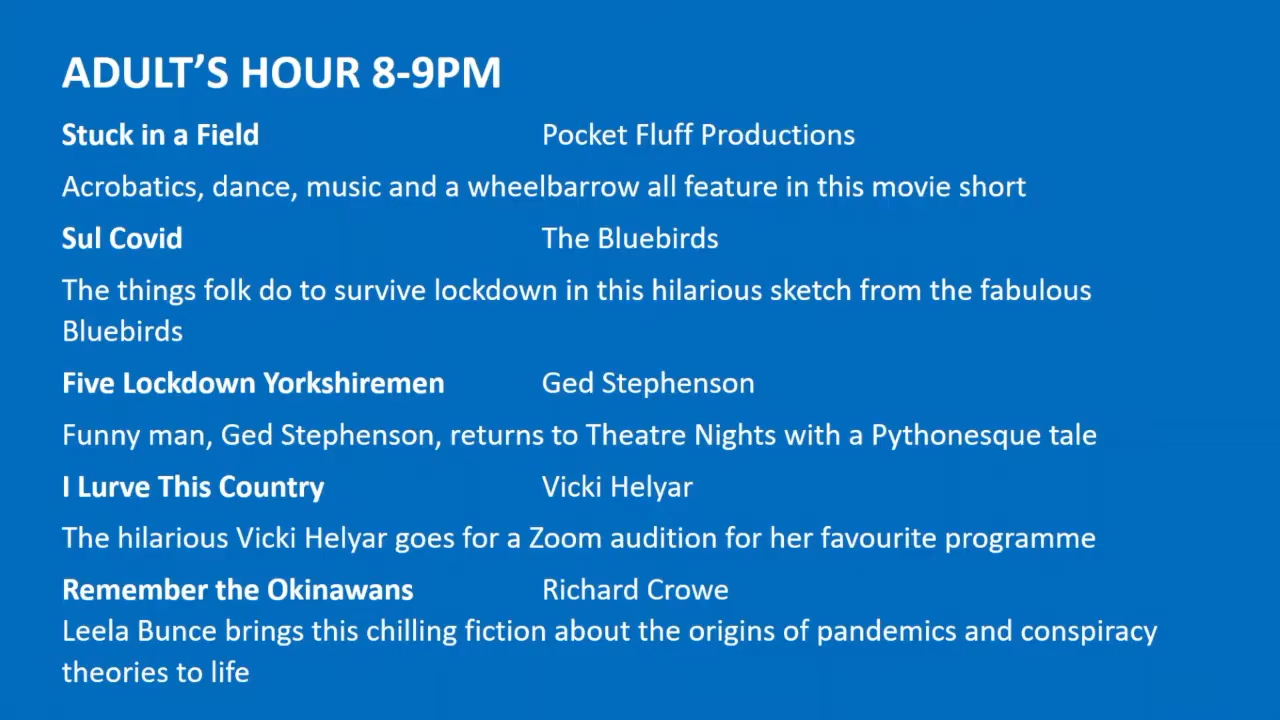 ADULT’S HOUR 8-9PM
Stuck in a Field Pocket Fluff Productions
Acrobatics, dance, music and a wheelbarrow all feature in this movie short
Sul Covid The Bluebirds
The things folk do to survive lockdown in this hilarious sketch from the fabulous
Bluebirds
Five Lockdown Yorkshiremen Ged Stephenson
Funny man, Ged Stephenson, returns to Theatre Nights with a Pythonesque tale
I Lurve This Country Vicki Helyar
The hilarious Vicki Helyar goes for a Zoom audition for her favourite programme
Remember the Okinawans Richard Crowe
Leela Bunce brings this chilling fiction about the origins of pandemics and conspiracy
theories to life